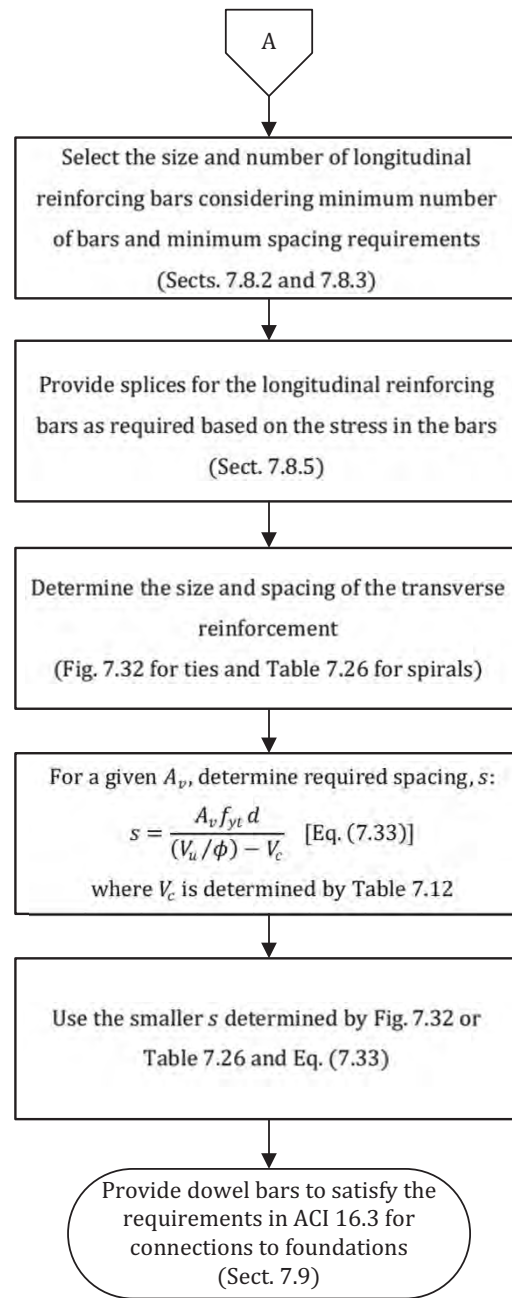 A
Select the size and number of longitudinal
reinforcing bars considering minimum number
of bars and minimum spacing requirements
(Sects. 7.8.2 and 7.8.3)
Provide splices for the longitudinal reinforcing
bars as required based on the stress in the bars
(Sect. 7.8.5)
Determine the size and spacing of the transverse
reinforcement
(Fig. 7.32 for ties and Table 7.26 for spirals)
For a given A_v, determine required spacing, s:
s = A_v f_yt d / ((V_u/ϕ) − V_c) [Eq. (7.33)]
where V_c is determined by Table 7.12
Use the smaller s determined by Fig. 7.32 or
Table 7.26 and Eq. (7.33)
Provide dowel bars to satisfy the
requirements in ACI 16.3 for
connections to foundations
(Sect. 7.9)